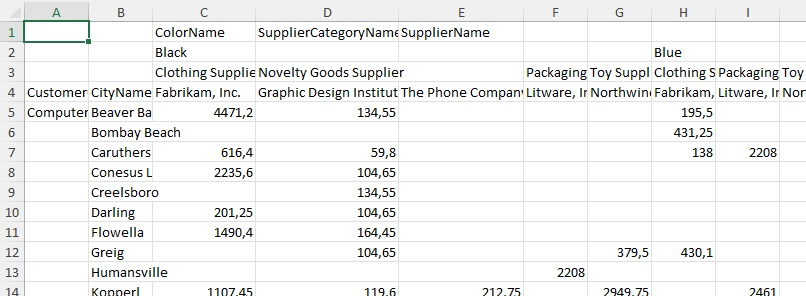 A B C D E F G H I
1 ColorName SupplierCategoryName SupplierName
2 Black Blue
3 Clothing Supplie Novelty Goods Supplier Packaging Toy Suppl Clothing S Packaging Toy
4 Customer CityName Fabrikam, Inc. Graphic Design Institut The Phone Company Litware, Ir Northwin Fabrikam, Litware, Ir Nor
5 Computer Beaver Ba 4471,2 134,55 195,5
6 Bombay Beach 431,25
7 Caruthers 616,4 59,8 138 2208
8 Conesus L 2235,6 104,65
9 Creelsboro 134,55
10 Darling 201,25 104,65
11 Flowella 1490,4 164,45
12 Greig 104,65 379,5 430,1
13 Humansville 2208
14 Kopperl 1107,45 119,6 212,75 2949,75 2461